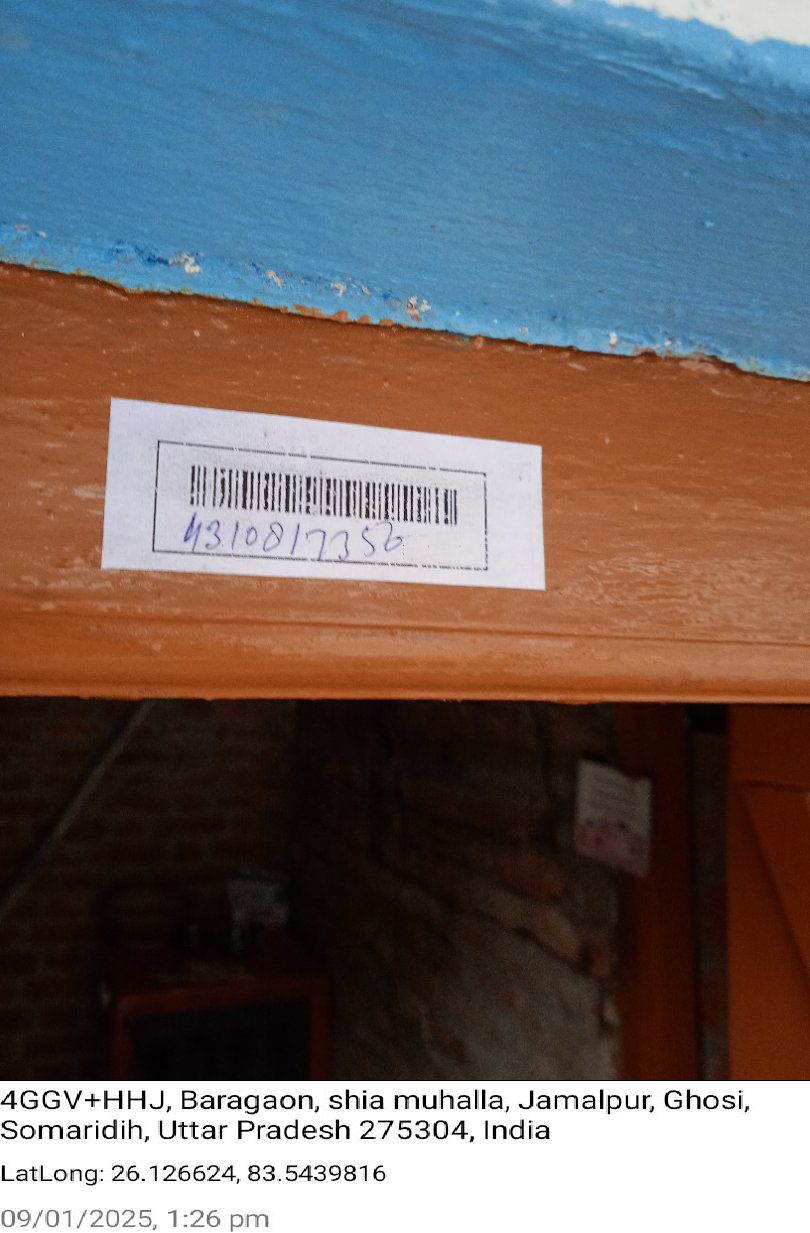 4310817356
4GGV+HHJ, Baragaon, shia muhalla, Jamalpur, Ghosi,
Somaridih, Uttar Pradesh 275304, India
LatLong: 26.126624, 83.5439816
09/01/2025, 1:26 pm